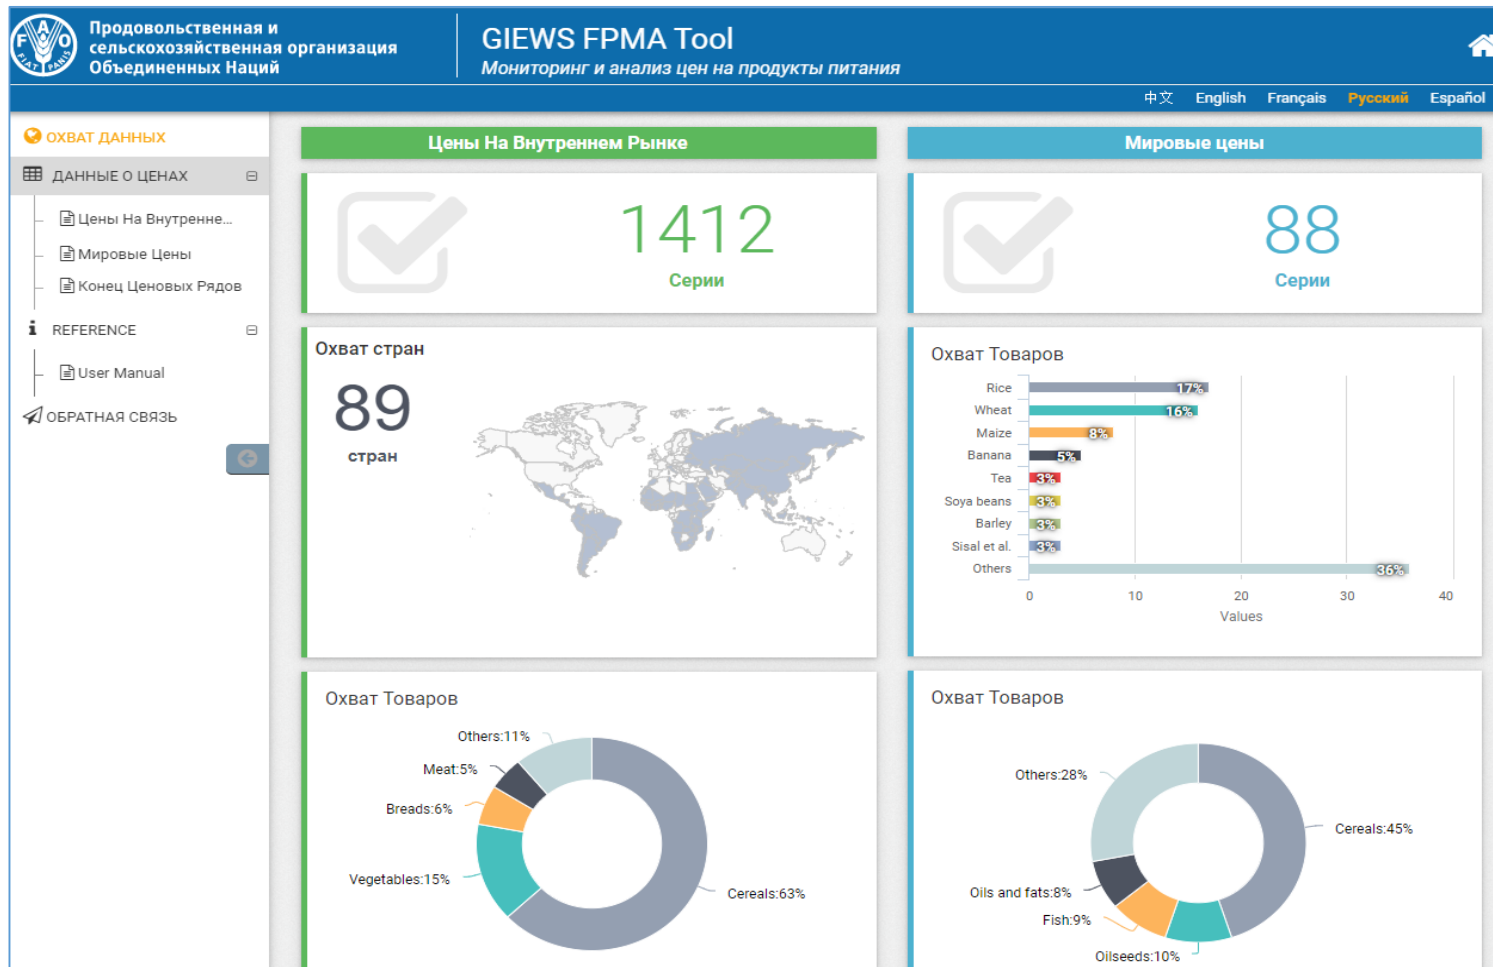 Продовольственная и
сельскохозяйственная организация
Объединенных Наций
F A O
FIAT PANIS
GIEWS FPMA Tool
Мониторинг и анализ цен на продукты питания
中文 English Français Русский Español
ОХВАТ ДАННЫХ
ДАННЫЕ О ЦЕНАХ
Цены На Внутренне...
Мировые Цены
Конец Ценовых Рядов
REFERENCE
User Manual
ОБРАТНАЯ СВЯЗЬ
Цены На Внутреннем Рынке
1412
Серии
Охват стран
89
стран
Охват Товаров
Others:11%
Meat:5%
Breads:6%
Vegetables:15%
Cereals:63%
Мировые цены
88
Серии
Охват Товаров
Rice 17%
Wheat 16%
Maize 8%
Banana 5%
Tea 3%
Soya beans 3%
Barley 3%
Sisal et al. 3%
Others 36%
0 10 20 30 40
Values
Охват Товаров
Others:28%
Cereals:45%
Oils and fats:8%
Fish:9%
Oilseeds:10%